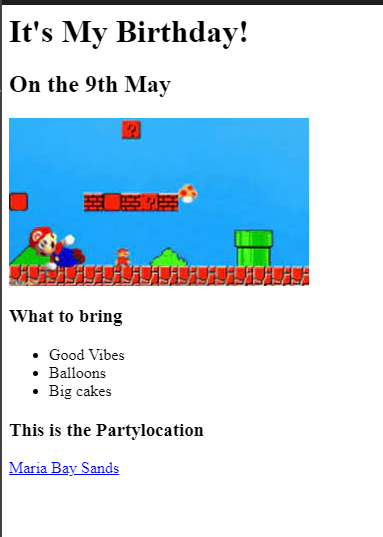 It's My Birthday!
On the 9th May
?
?
What to bring
Good Vibes
Balloons
Big cakes
This is the Partylocation
Maria Bay Sands